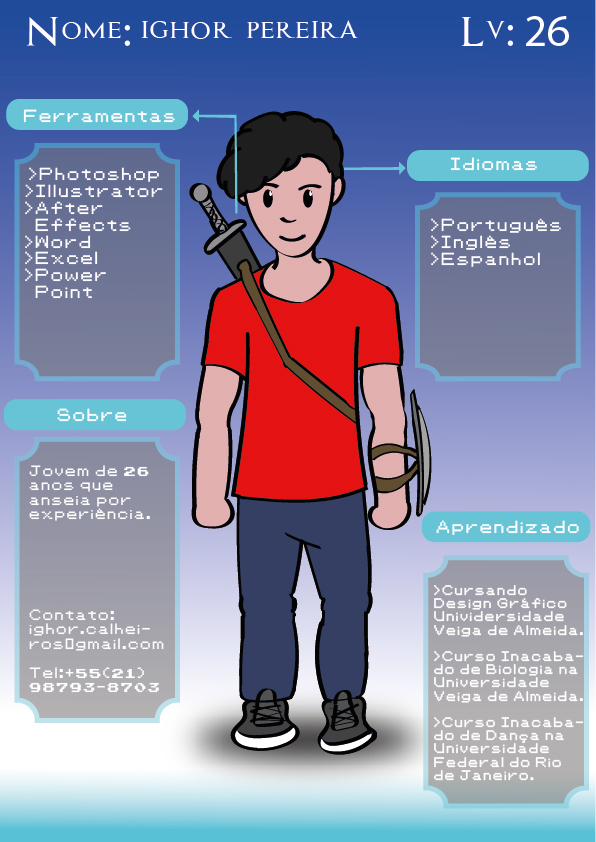 Nome: Ighor Pereira
Lv: 26
Ferramentas
>Photoshop
>Illustrator
>After
Effects
>Word
>Excel
>Power
Point
Idiomas
>Português
>Inglês
>Espanhol
Sobre
Jovem de 26
anos que
anseia por
experiência.
Contato:
ighor.calhei-
ros▯gmail.com
Tel:+55(21)
98793-8703
Aprendizado
>Cursando
Design Gráfico
Unividersidade
Veiga de Almeida.
>Curso Inacaba-
do de Biologia na
Universidade
Veiga de Almeida.
>Curso Inacaba-
do de Dança na
Universidade
Federal do Rio
de Janeiro.